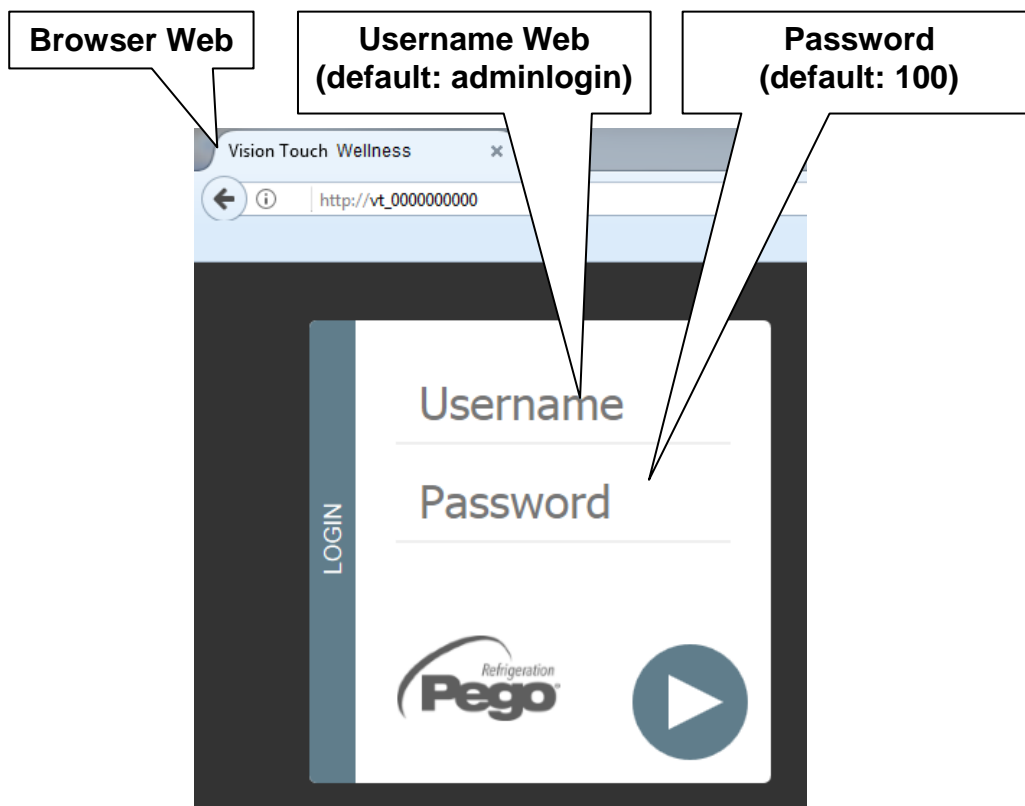 Browser Web
Username Web
(default: adminlogin)
Password
(default: 100)
Vision Touch Wellness ×
http://vt_0000000000
Username
Password
LOGIN
Refrigeration
Pego